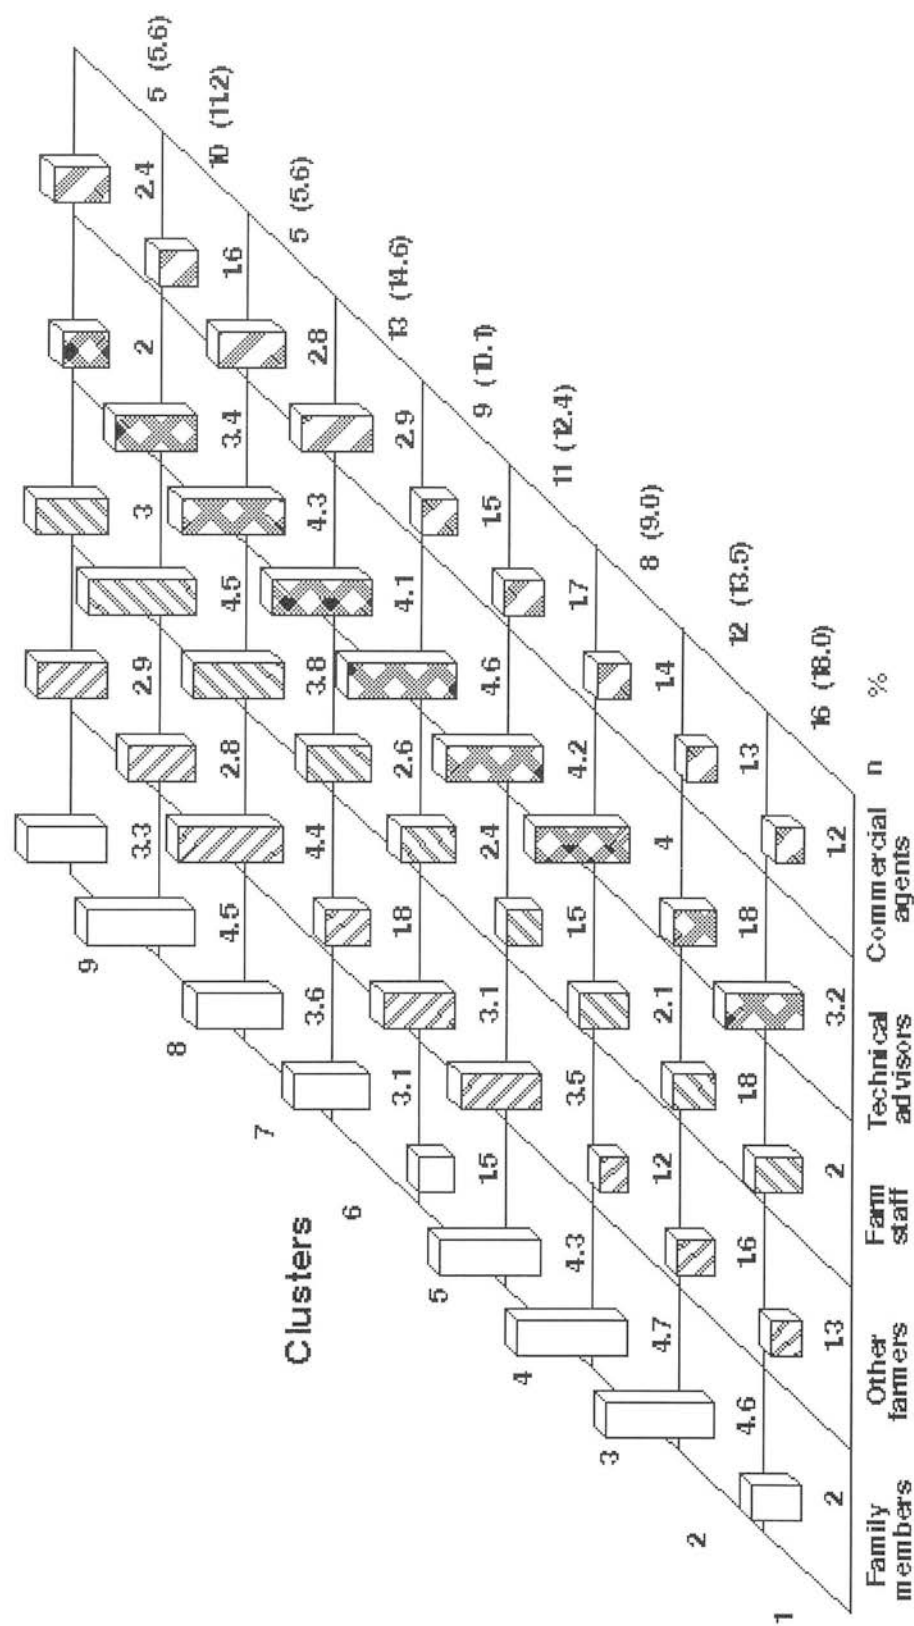 9 3.3 2.9 3 2 2.4 5 (5.6)
8 4.5 2.8 4.5 3.4 1.6 10 (11.2)
7 3.6 4.4 3.8 4.3 2.8 5 (5.6)
Clusters
6 3.1 1.8 2.6 4.1 2.9 13 (14.6)
5 1.5 3.1 2.4 4.6 1.5 9 (10.1)
4 4.3 3.5 1.5 4.2 1.7 11 (12.4)
3 4.7 1.2 2.1 4 1.4 8 (9.0)
2 4.6 1.6 1.8 1.8 1.3 12 (13.5)
1 2 1.3 2 3.2 1.2 16 (18.0)
Family
members
Other
farmers
Farm
staff
Technical
advisors
Commercial
agents
n %